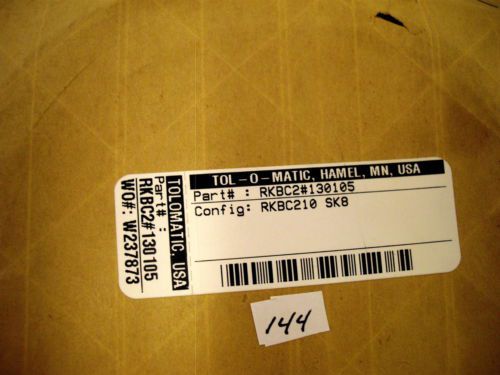 TOL-O-MATIC, HAMEL, MN, USA
Part# : RKBC2#130105
Config: RKBC210 SK8
TOLOMATIC, USA
Part# :
RKBC2#130105
WO#: W237873
144